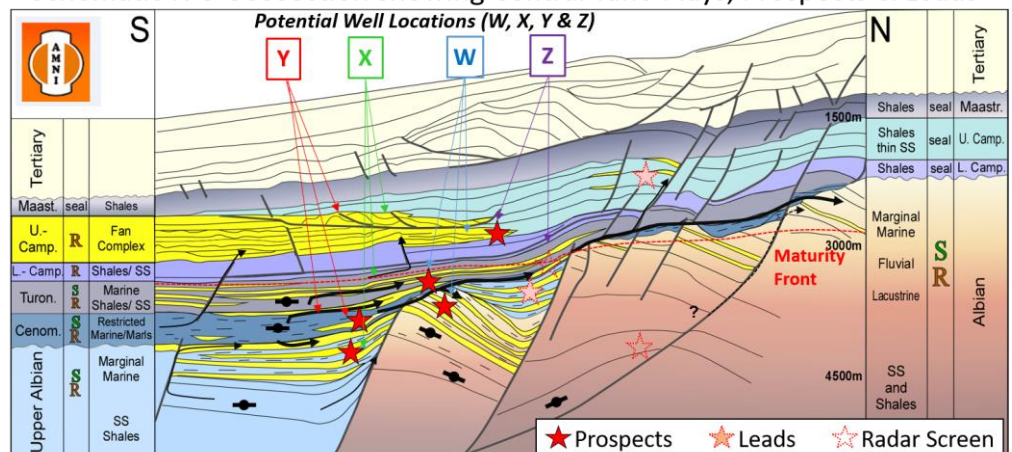 S
Potential Well Locations (W, X, Y & Z)
N
AMNI
Y
X
W
Z
Tertiary
Maast.
seal
Shales
U.-
Camp.
R
Fan
Complex
L.- Camp.
R
Shales/ SS
Turon.
S
R
Marine
Shales/ SS
Cenom.
S
R
Restricted
Marine/Marls
Upper Albian
S
R
Marginal
Marine
SS
Shales
1500m
3000m
4500m
Maturity
Front
?
Tertiary
Shales
seal
Maastr.
Shales
thin SS
seal
U. Camp.
Shales
seal
L. Camp.
Marginal
Marine
Fluvial
Lacustrine
S
R
Albian
SS
and
Shales
Prospects
Leads
Radar Screen